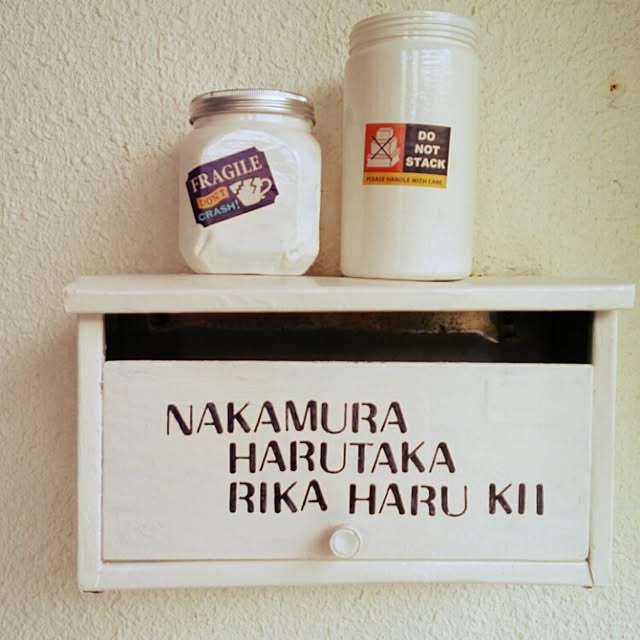 FRAGILE
DON'T
CRASH!
DO
NOT
STACK
PLEASE HANDLE WITH CARE
NAKAMURA
HARUTAKA
RIKA HARU KII